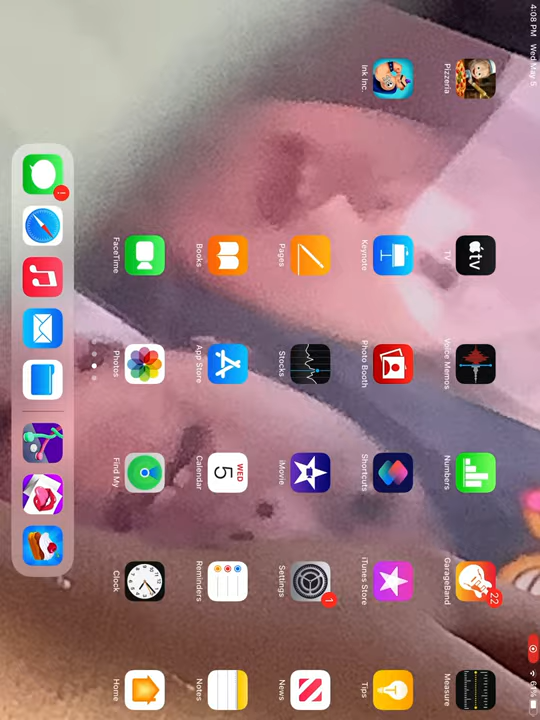 4:08 PM Wed May 5
tv
22
Pizzeria TV Voice Memos Numbers GarageBand Measure
Ink Inc. Keynote Photo Booth Shortcuts iTunes Store Tips
1
Pages Stocks iMovie Settings News
WED
5
Books App Store Calendar Reminders Notes
FaceTime Photos Find My Clock Home
!